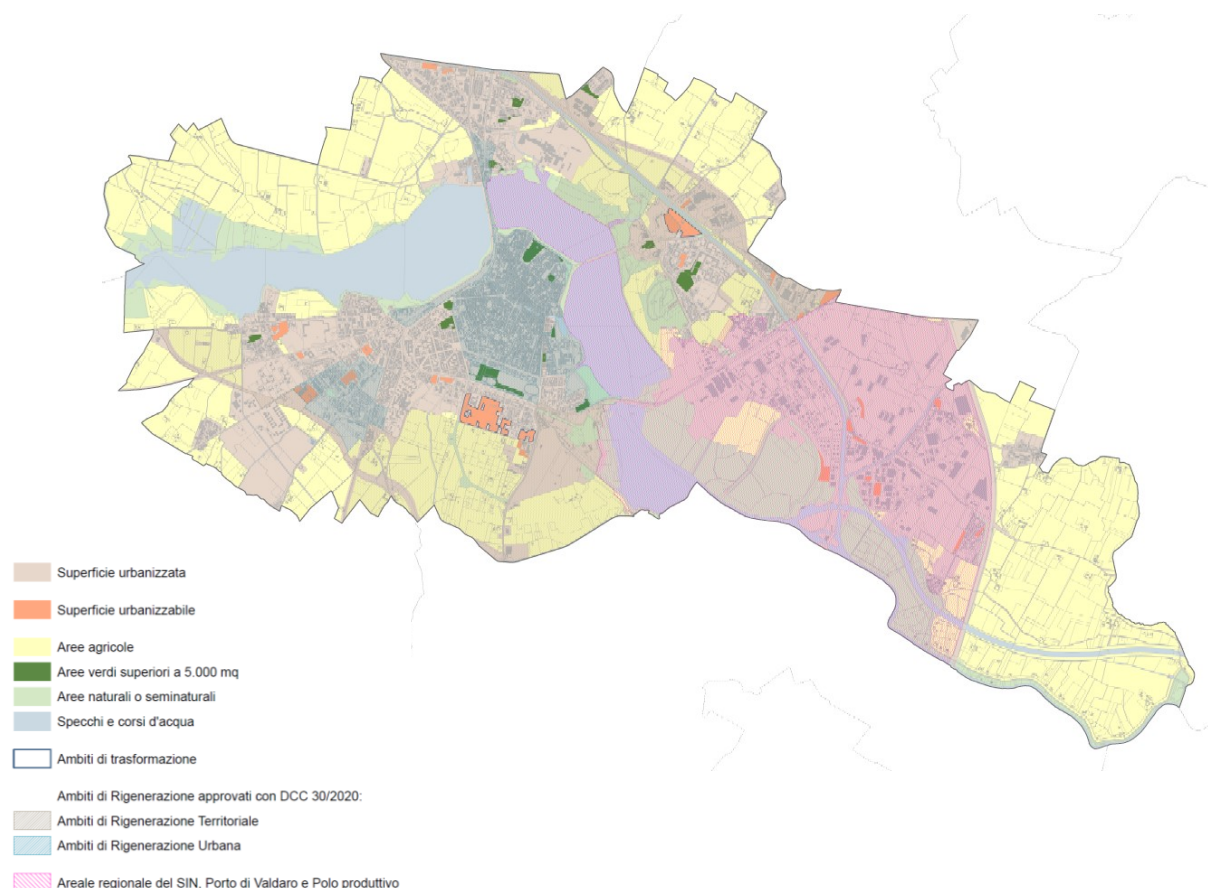 Superficie urbanizzata
Superficie urbanizzabile
Aree agricole
Aree verdi superiori a 5.000 mq
Aree naturali o seminaturali
Specchi e corsi d'acqua
Ambiti di trasformazione
Ambiti di Rigenerazione approvati con DCC 30/2020:
Ambiti di Rigenerazione Territoriale
Ambiti di Rigenerazione Urbana
Areale regionale del SIN, Porto di Valdaro e Polo produttivo